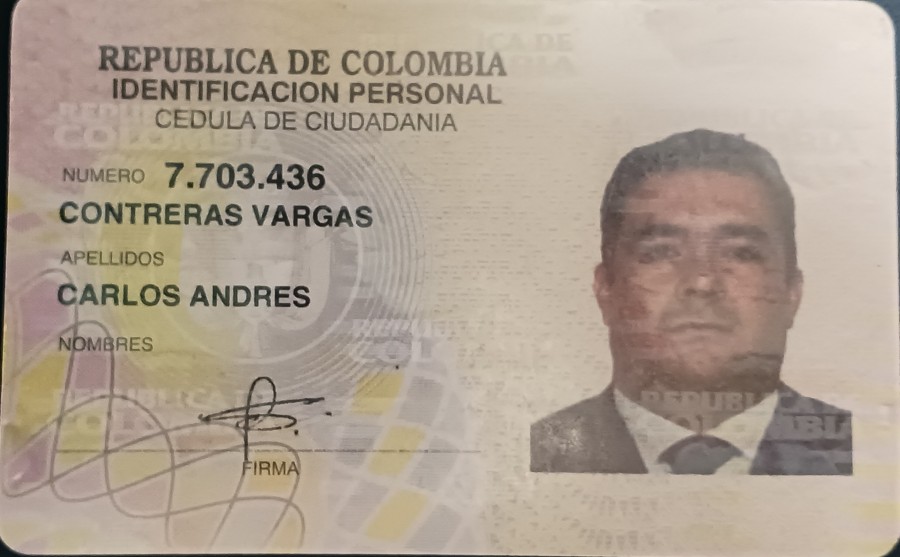 REPUBLICA DE COLOMBIA
IDENTIFICACION PERSONAL
CEDULA DE CIUDADANIA
NUMERO 7.703.436
CONTRERAS VARGAS
APELLIDOS
CARLOS ANDRES
NOMBRES
FIRMA